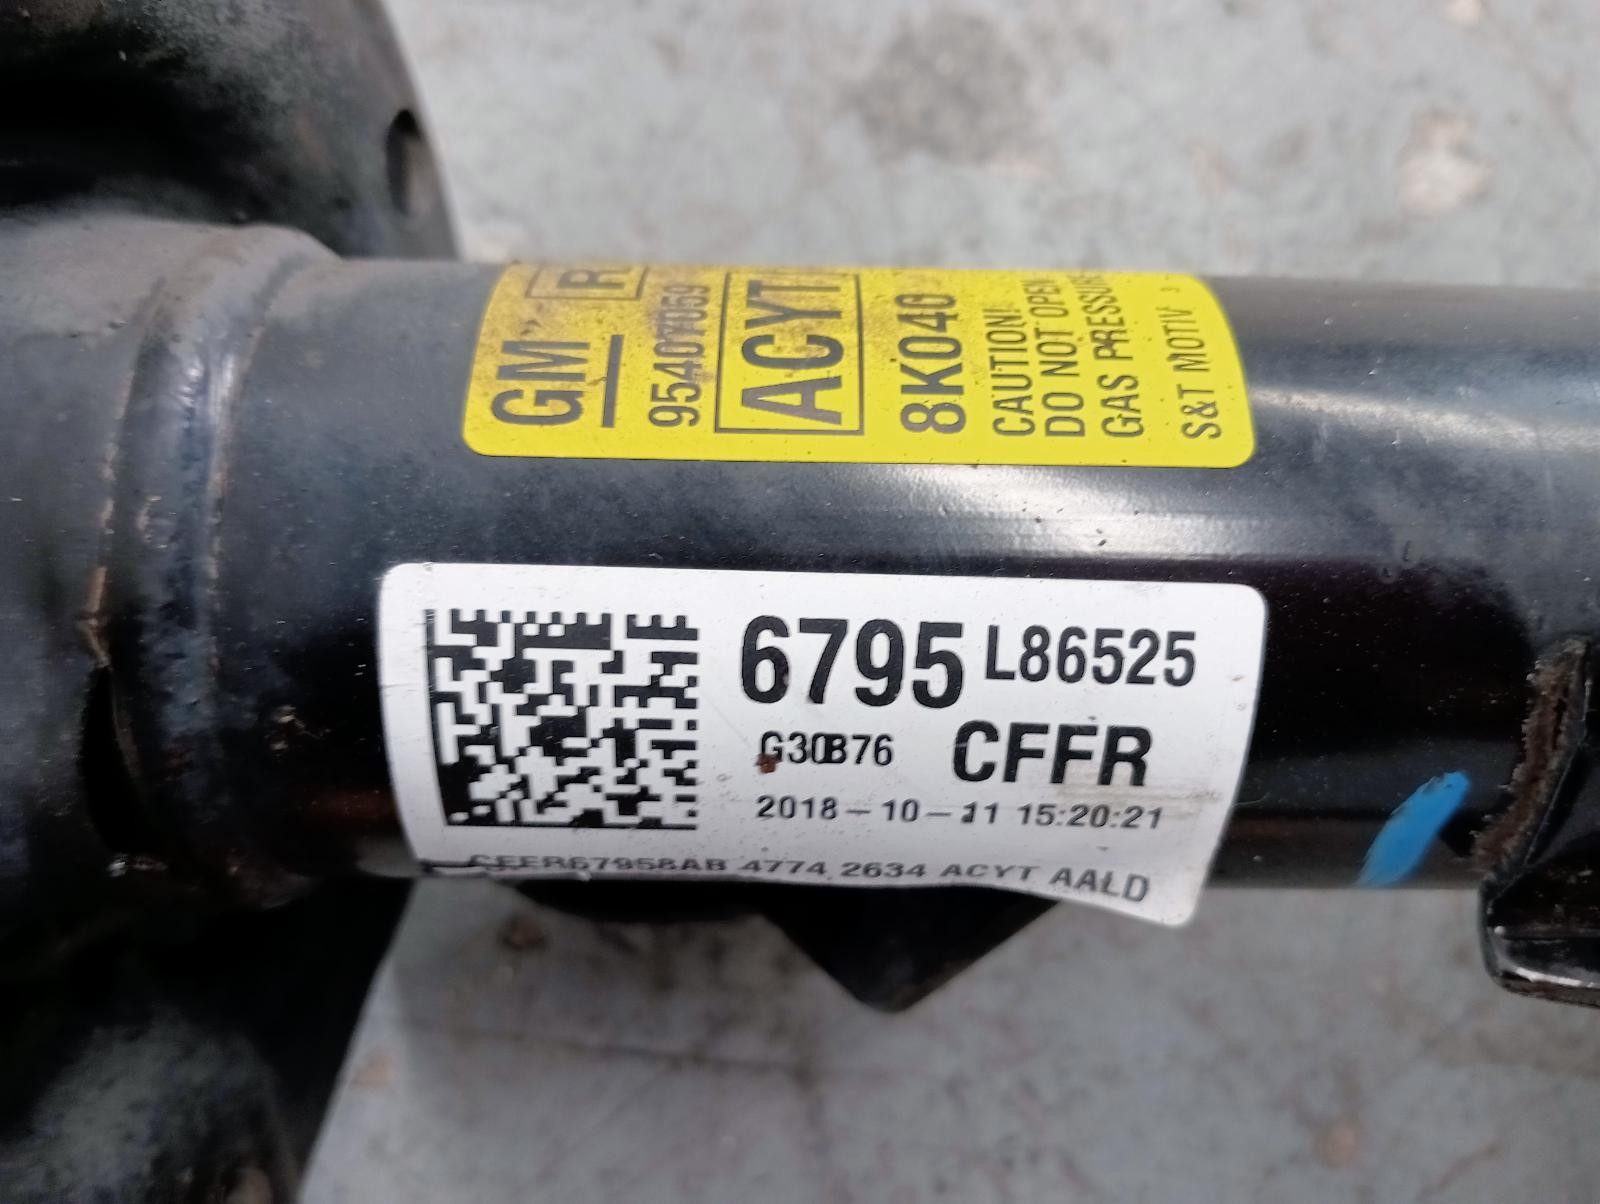 GM R
95407059
ACYT
8K040
CAUTION!
DO NOT OPEN
GAS PRESSURE
S&T MOTIV
6795 L86525
G30B76 CFFR
2018-10-11 15:20:21
CFFR67958AB 4774 2634 ACYT AALD